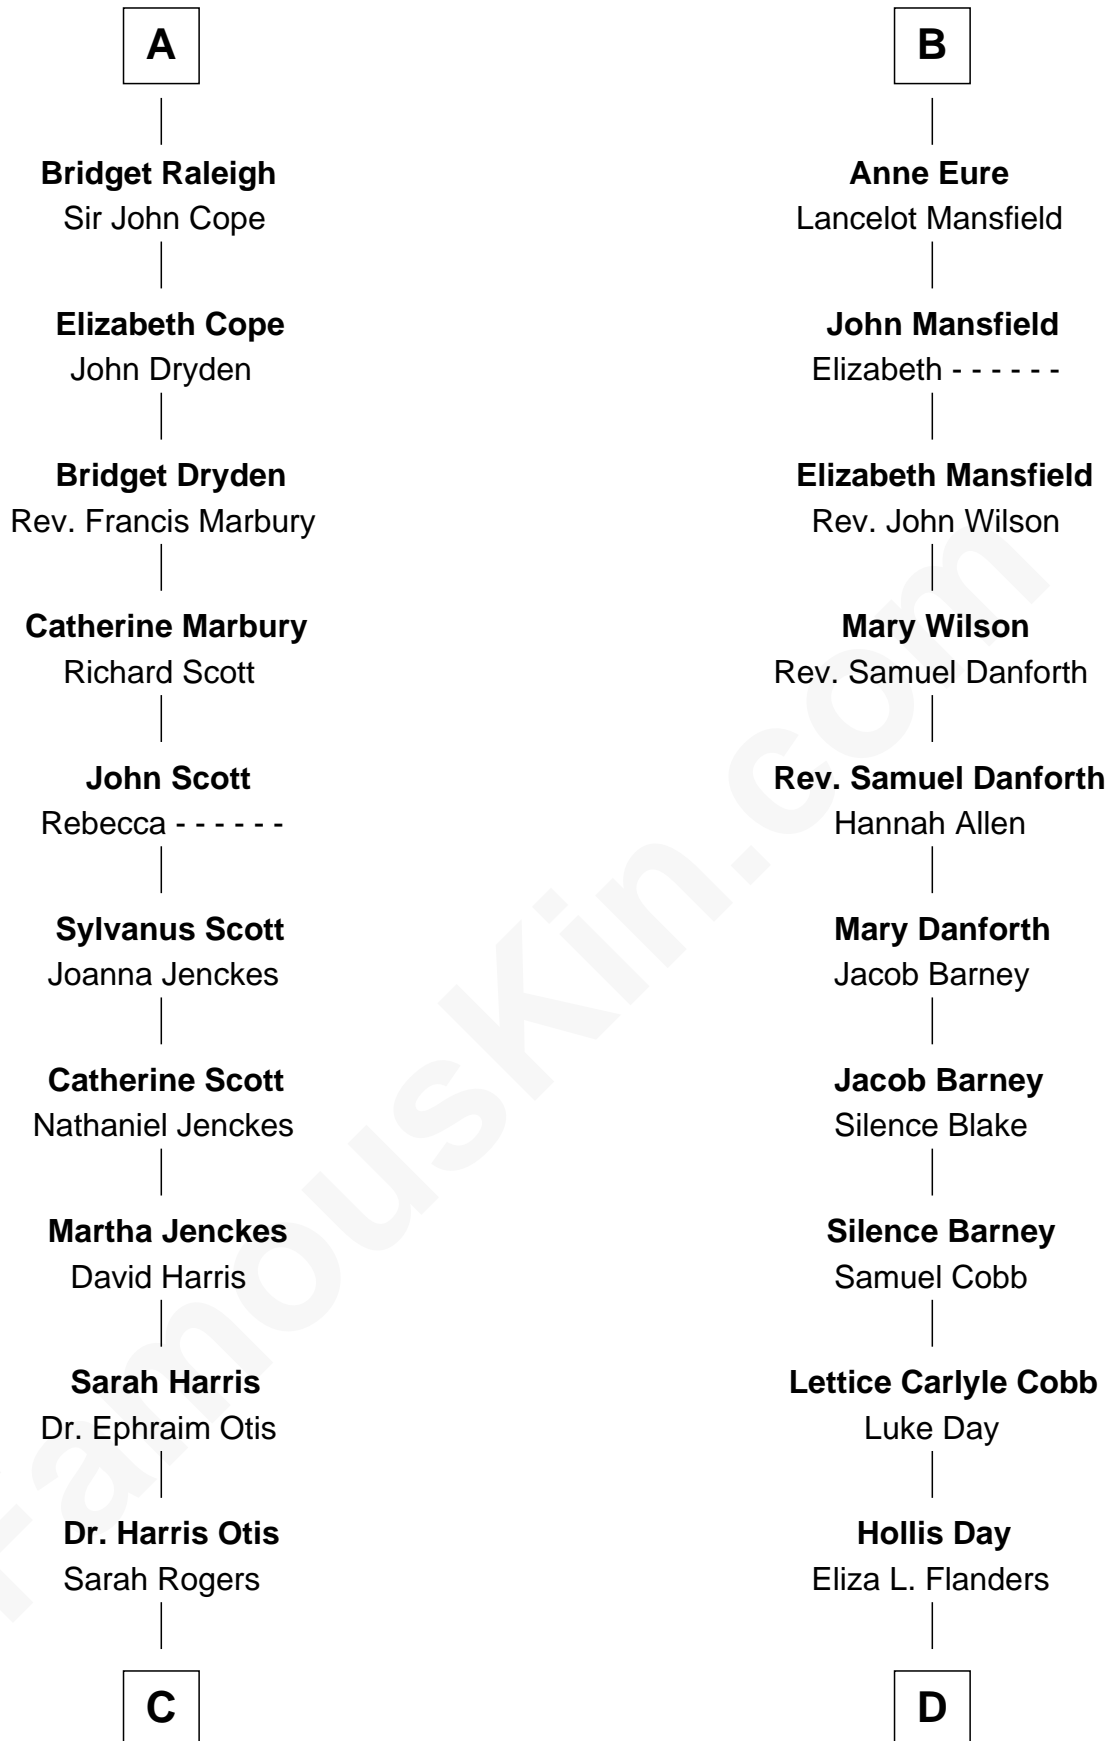 A
Bridget Raleigh
Sir John Cope
Elizabeth Cope
John Dryden
Bridget Dryden
Rev. Francis Marbury
Catherine Marbury
Richard Scott
John Scott
Rebecca - - - - - -
Sylvanus Scott
Joanna Jenckes
Catherine Scott
Nathaniel Jenckes
Martha Jenckes
David Harris
Sarah Harris
Dr. Ephraim Otis
Dr. Harris Otis
Sarah Rogers
C
B
Anne Eure
Lancelot Mansfield
John Mansfield
Elizabeth - - - - - -
Elizabeth Mansfield
Rev. John Wilson
Mary Wilson
Rev. Samuel Danforth
Rev. Samuel Danforth
Hannah Allen
Mary Danforth
Jacob Barney
Jacob Barney
Silence Blake
Silence Barney
Samuel Cobb
Lettice Carlyle Cobb
Luke Day
Hollis Day
Eliza L. Flanders
D
FamousKin.com